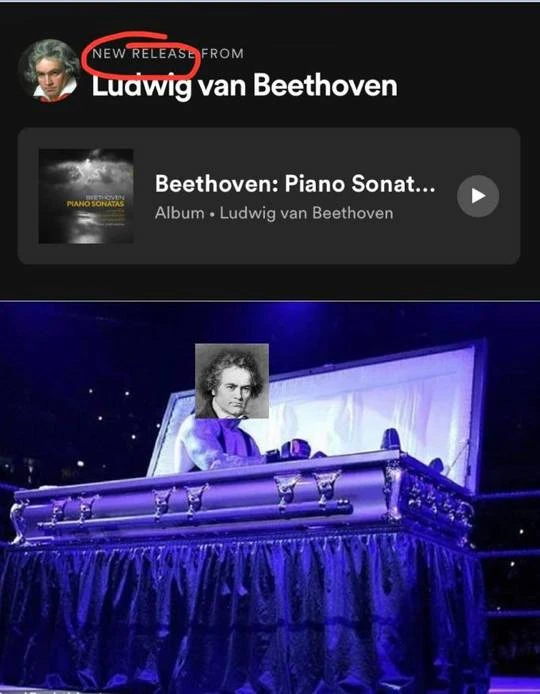 NEW RELEASE FROM
Ludwig van Beethoven
BEETHOVEN
PIANO SONATAS
Beethoven: Piano Sonat...
Album • Ludwig van Beethoven